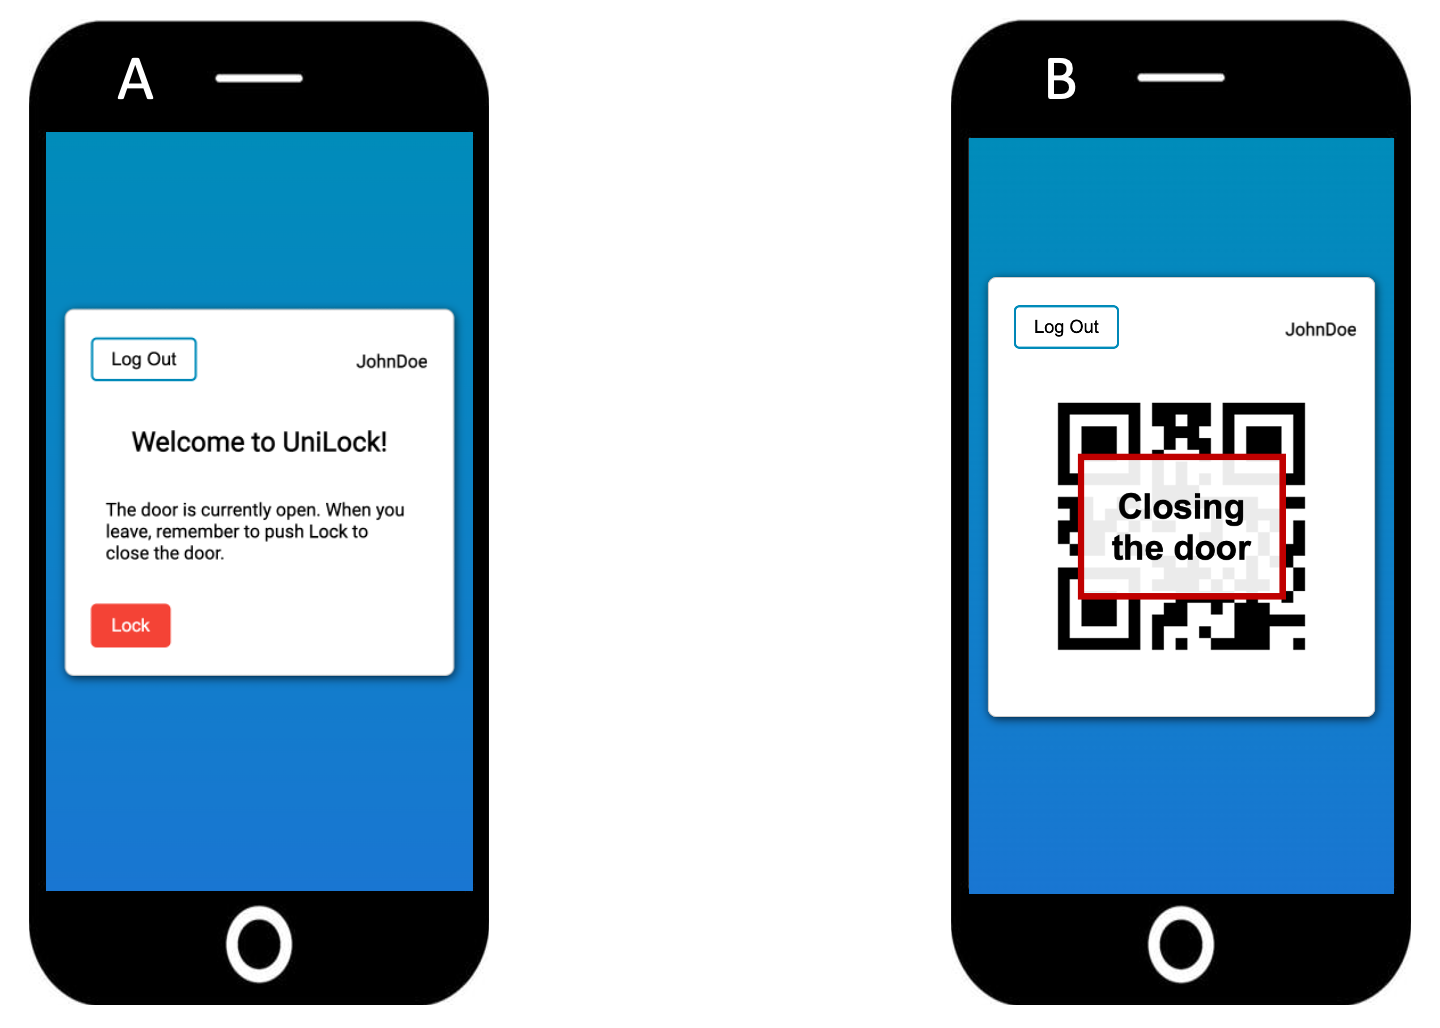 A
Log Out
JohnDoe
Welcome to UniLock!
The door is currently open. When you
leave, remember to push Lock to
close the door.
Lock
B
Log Out
JohnDoe
Closing
the door